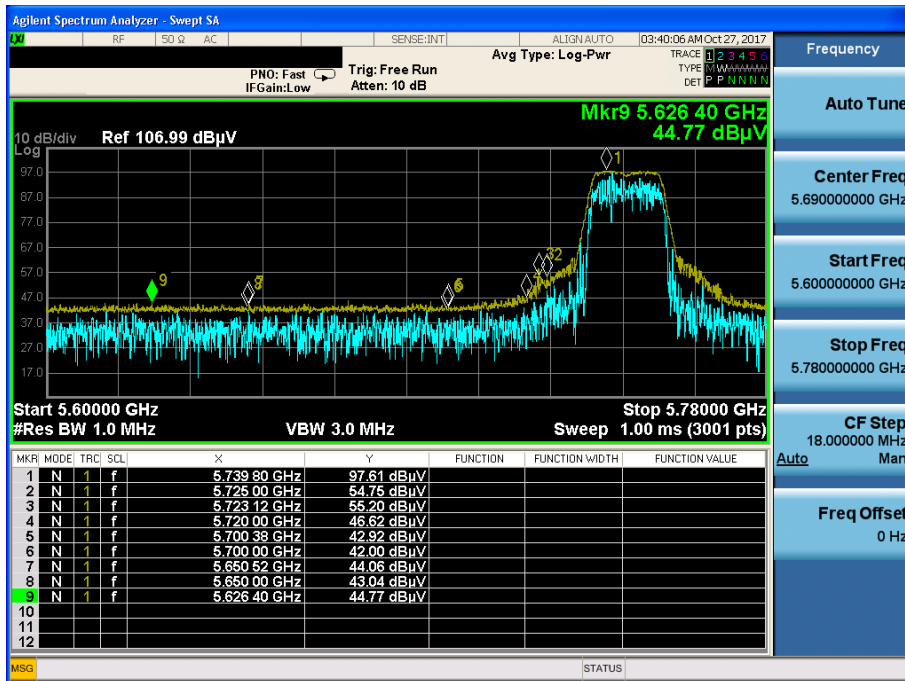 Agilent Spectrum Analyzer - Swept SA
LXI RF 50 Ω AC SENSE:INT ALIGN AUTO 03:40:06 AM Oct 27, 2017
Frequency
Avg Type: Log-Pwr TRACE 1 2 3 4 5 6
PNO: Fast Trig: Free Run TYPE M W W W W W
IFGain:Low Atten: 10 dB DET P P N N N N
Auto Tune
Mkr9 5.626 40 GHz
44.77 dBµV
10 dB/div Ref 106.99 dBµV
Log
97.0
87.0
77.0
67.0
57.0
47.0
37.0
27.0
17.0
1
3 2
9
Center Freq
5.690000000 GHz
Start Freq
5.600000000 GHz
Stop Freq
5.780000000 GHz
Start 5.60000 GHz Stop 5.78000 GHz
#Res BW 1.0 MHz VBW 3.0 MHz Sweep 1.00 ms (3001 pts)
CF Step
18.000000 MHz
Auto Man
Freq Offset
0 Hz
MKR MODE TRC SCL X Y FUNCTION FUNCTION WIDTH FUNCTION VALUE
1 N 1 f 5.739 80 GHz 97.61 dBµV
2 N 1 f 5.725 00 GHz 54.75 dBµV
3 N 1 f 5.723 12 GHz 55.20 dBµV
4 N 1 f 5.720 00 GHz 46.62 dBµV
5 N 1 f 5.700 38 GHz 42.92 dBµV
6 N 1 f 5.700 00 GHz 42.00 dBµV
7 N 1 f 5.650 52 GHz 44.06 dBµV
8 N 1 f 5.650 00 GHz 43.04 dBµV
9 N 1 f 5.626 40 GHz 44.77 dBµV
10
11
12
MSG STATUS